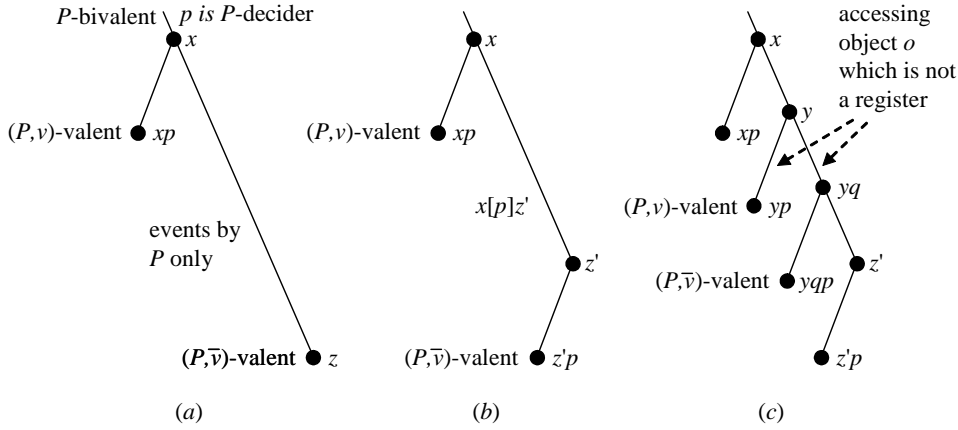 P-bivalent
p is P-decider
x
(P,v)-valent
xp
events by
P only
(P,v̅)-valent
z
(a)
x
(P,v)-valent
xp
x[p]z'
z'
(P,v̅)-valent
z'p
(b)
accessing
object o
which is not
a register
x
xp
y
(P,v)-valent
yp
yq
(P,v̅)-valent
yqp
z'
z'p
(c)